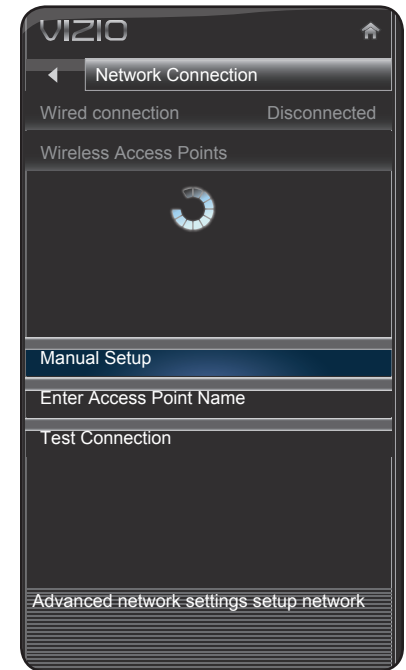 VIZIO
Network Connection
Wired connection Disconnected
Wireless Access Points
Manual Setup
Enter Access Point Name
Test Connection
Advanced network settings setup network